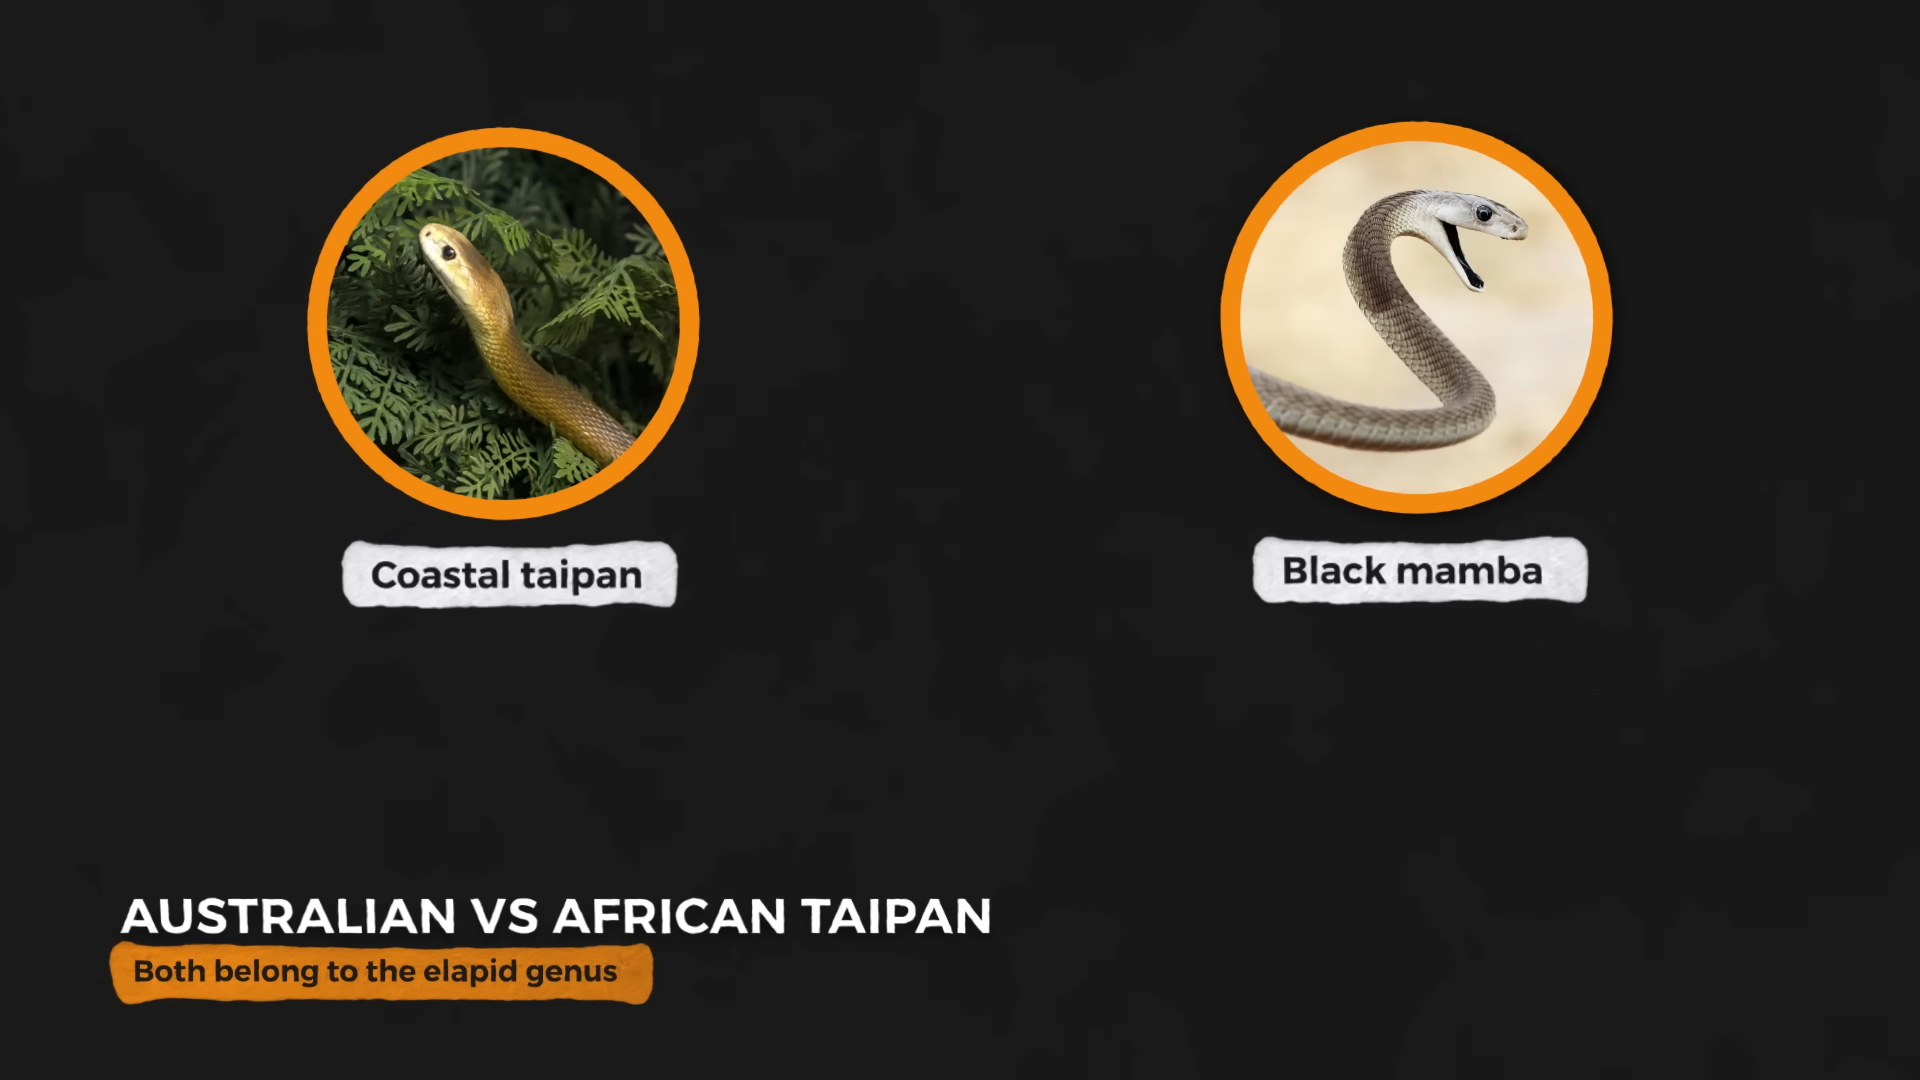 Coastal taipan
Black mamba
AUSTRALIAN VS AFRICAN TAIPAN
Both belong to the elapid genus